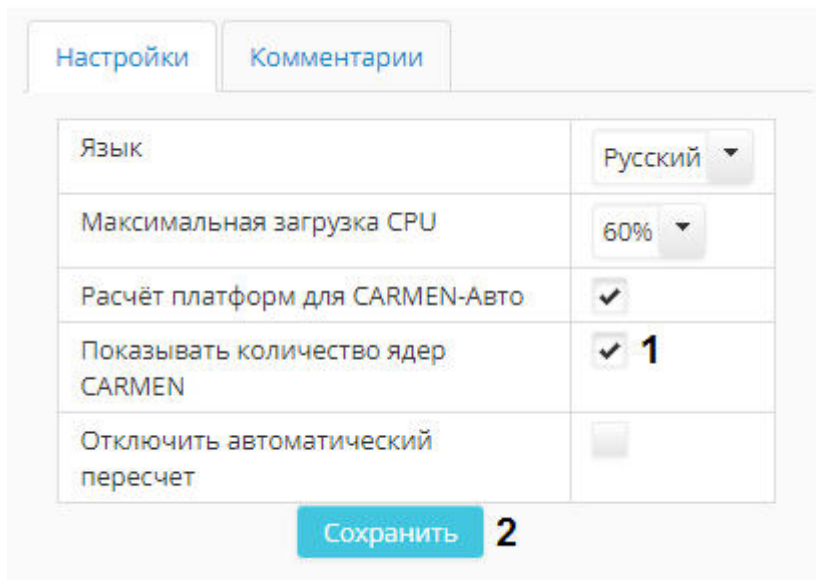 Настройки Комментарии
Язык Русский
Максимальная загрузка CPU 60%
Расчёт платформ для CARMEN-Авто
Показывать количество ядер 1
CARMEN
Отключить автоматический
пересчет
Сохранить 2